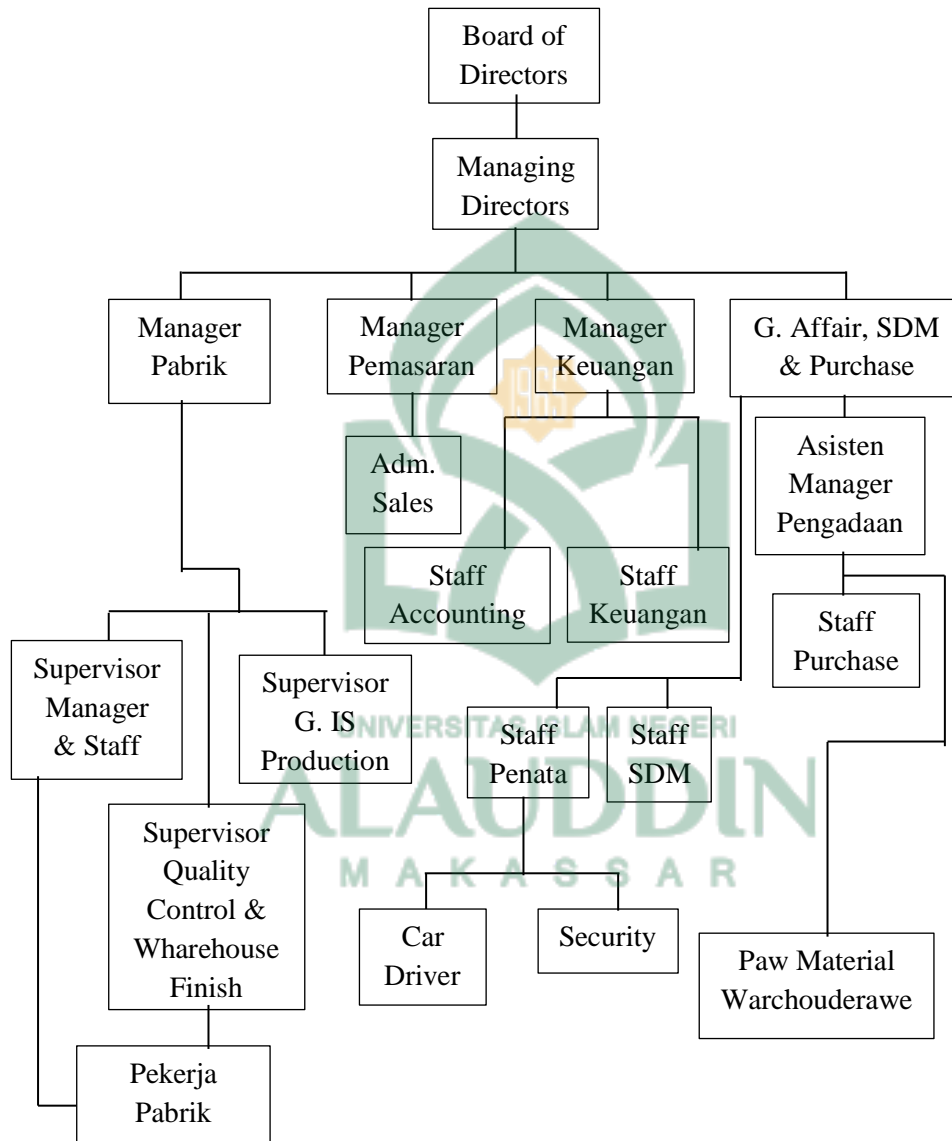 Board of
Directors
Managing
Directors
Manager
Pabrik
Manager
Pemasaran
Manager
Keuangan
G. Affair, SDM
& Purchase
Adm.
Sales
Asisten
Manager
Pengadaan
Staff
Accounting
Staff
Keuangan
Staff
Purchase
Supervisor
Manager
& Staff
Supervisor
G. IS
Production
Staff
Penata
Staff
SDM
Supervisor
Quality
Control &
Wharehouse
Finish
Car
Driver
Security
Paw Material
Warchouderawe
Pekerja
Pabrik
1965
UNIVERSITAS ISLAM NEGERI
ALAUDDIN
MAKASSAR